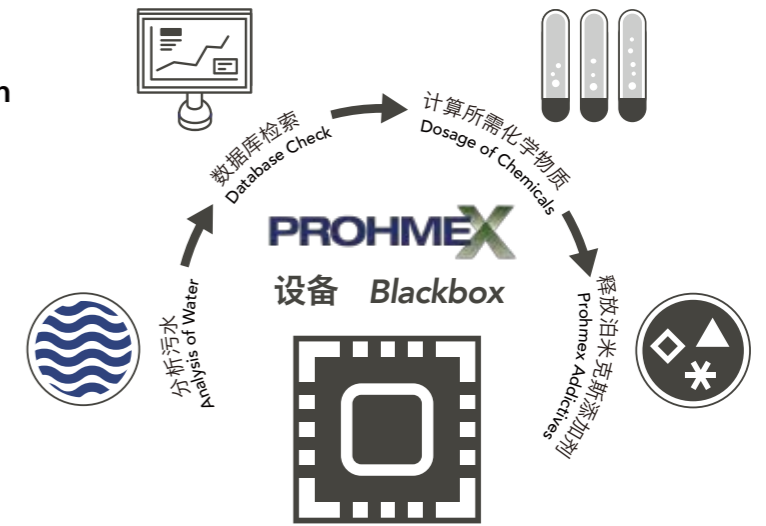 n
分析污水
Analysis of Water
数据库检索
Database Check
计算所需化学物质
Dosage of Chemicals
释放泊米克斯添加剂
Prohmex Addictives
PROHMEX
设备 Blackbox